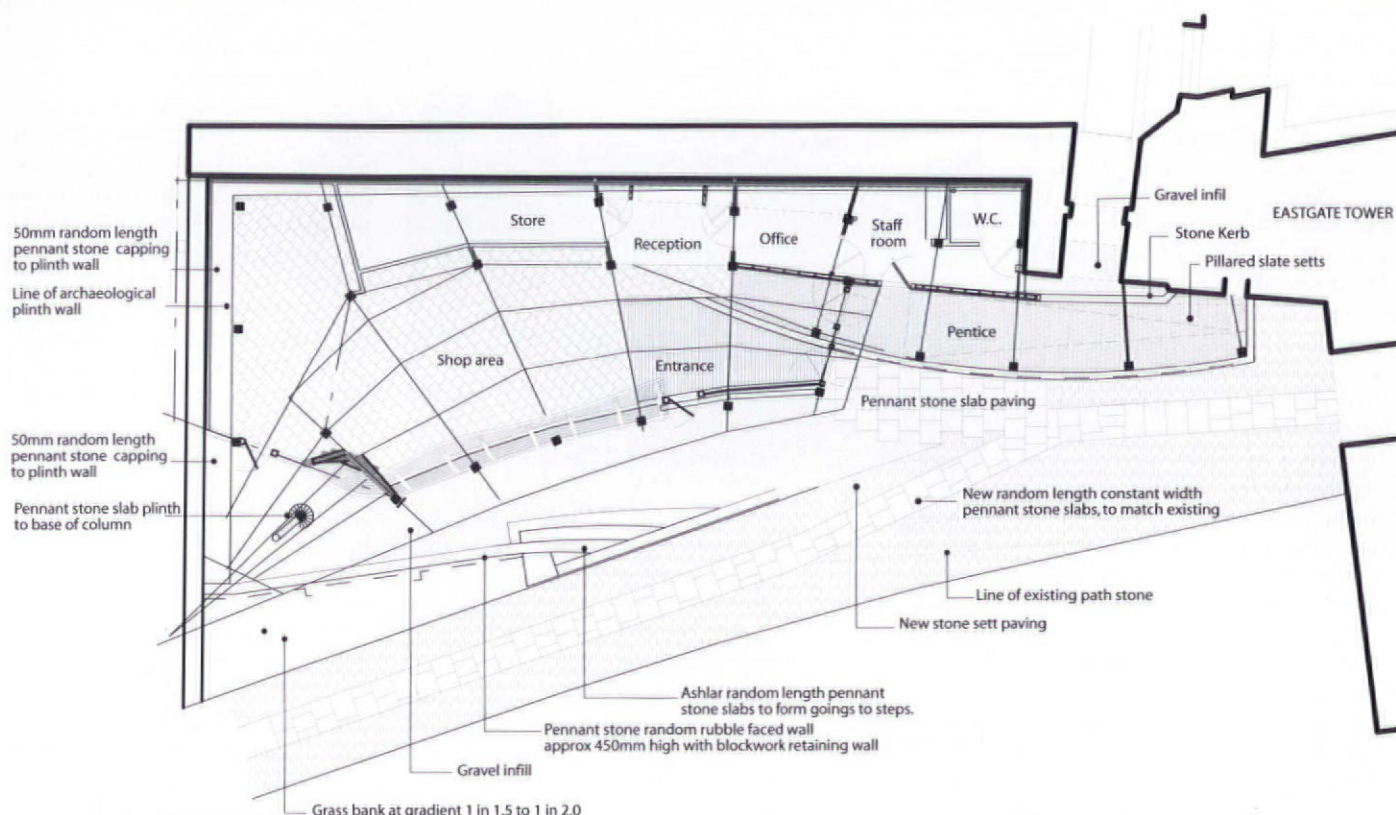 Gravel infil
EASTGATE TOWER
Stone Kerb
Pillared slate setts
Store
Reception
Office
Staff
room
W.C.
50mm random length
pennant stone capping
to plinth wall
Line of archaeological
plinth wall
Pentice
Shop area
Entrance
Pennant stone slab paving
50mm random length
pennant stone capping
to plinth wall
Pennant stone slab plinth
to base of column
New random length constant width
pennant stone slabs, to match existing
Line of existing path stone
New stone sett paving
Ashlar random length pennant
stone slabs to form goings to steps.
Pennant stone random rubble faced wall
approx 450mm high with blockwork retaining wall
Gravel infill
Grass bank at gradient 1 in 1.5 to 1 in 2.0